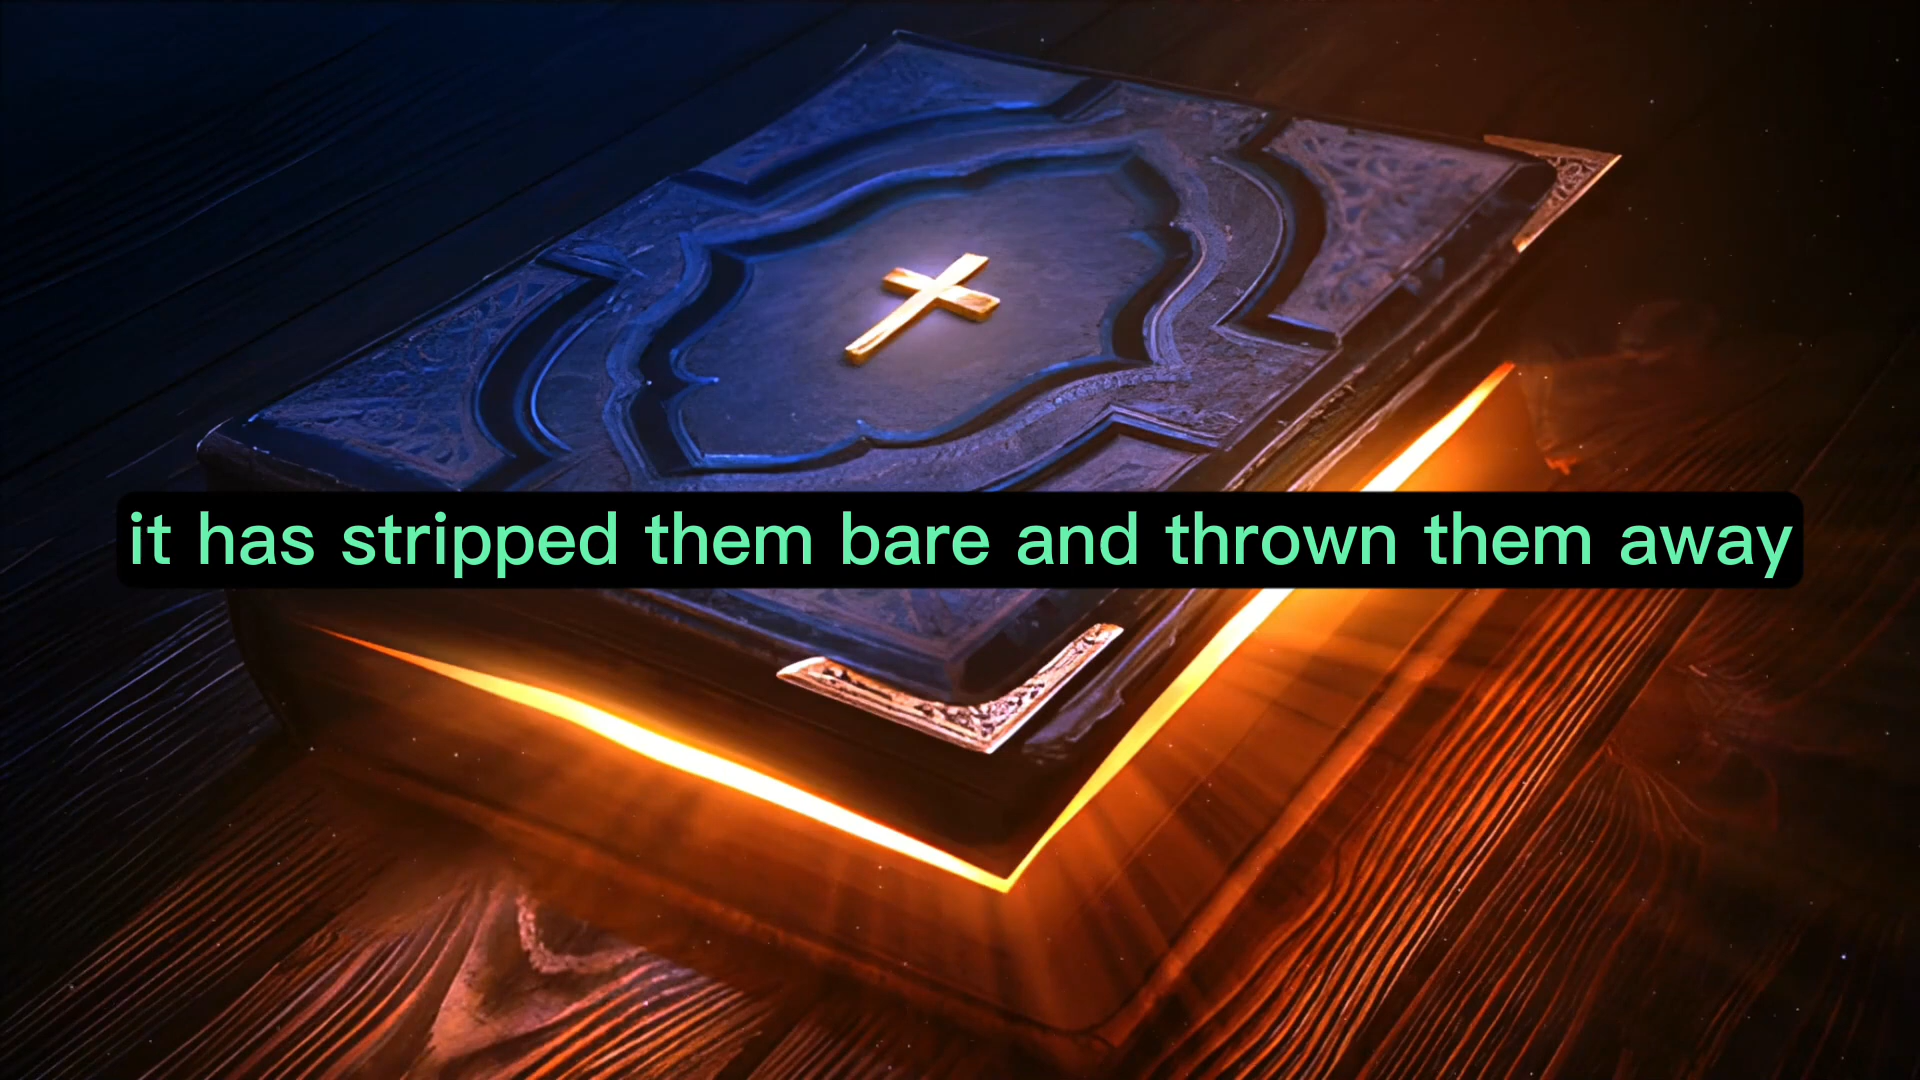 it has stripped them bare and thrown them away